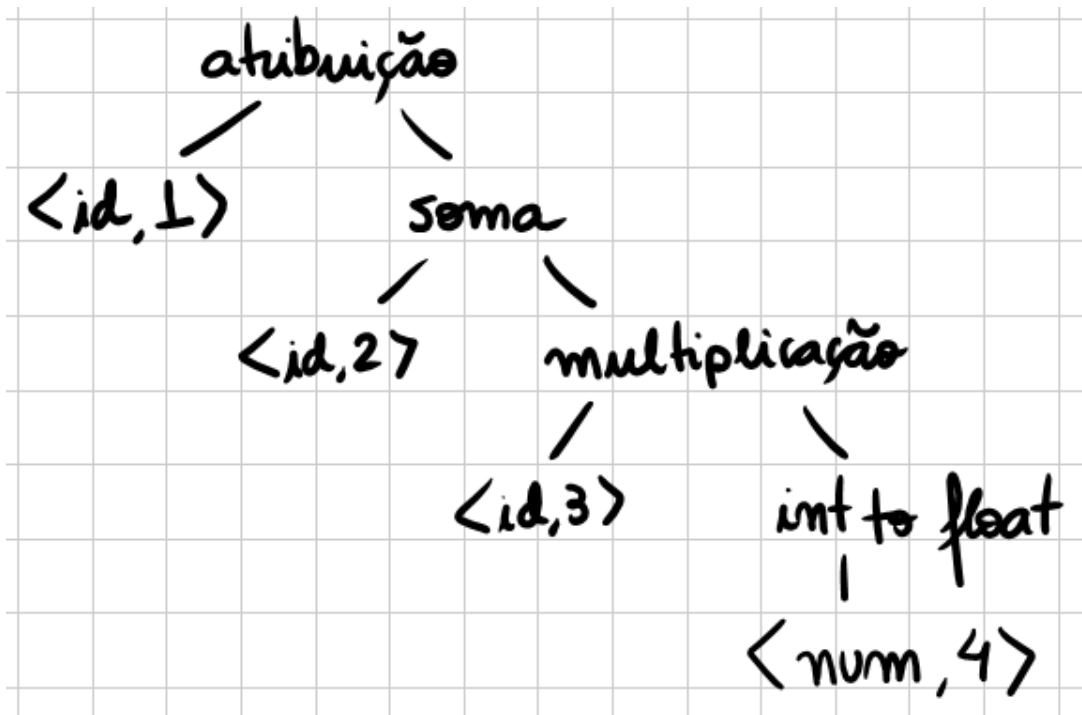 atribuição
<id,1>
soma
<id,2> multiplicação
<id,3> int to float
<num,4>